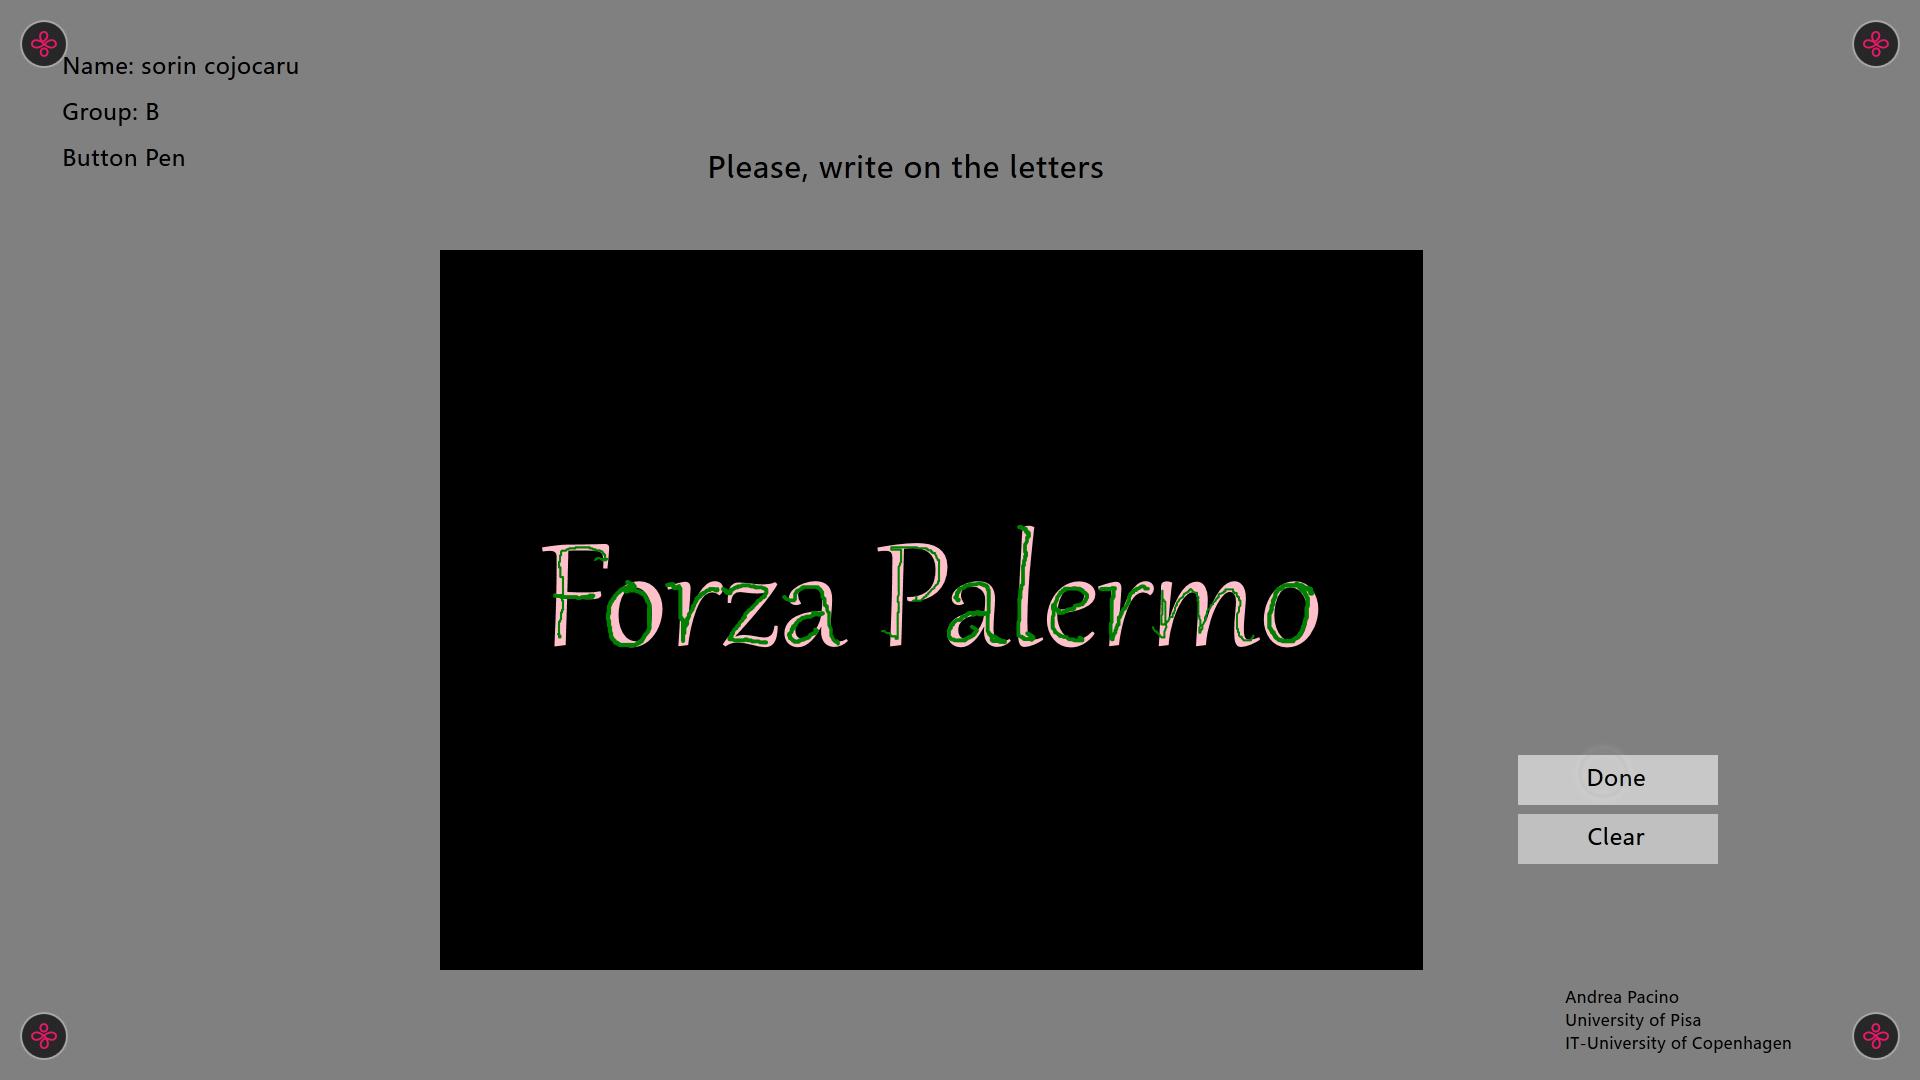 Name: sorin cojocaru
Group: B
Button Pen
Please, write on the letters
Forza Palermo
Done
Clear
Andrea Pacino
University of Pisa
IT-University of Copenhagen